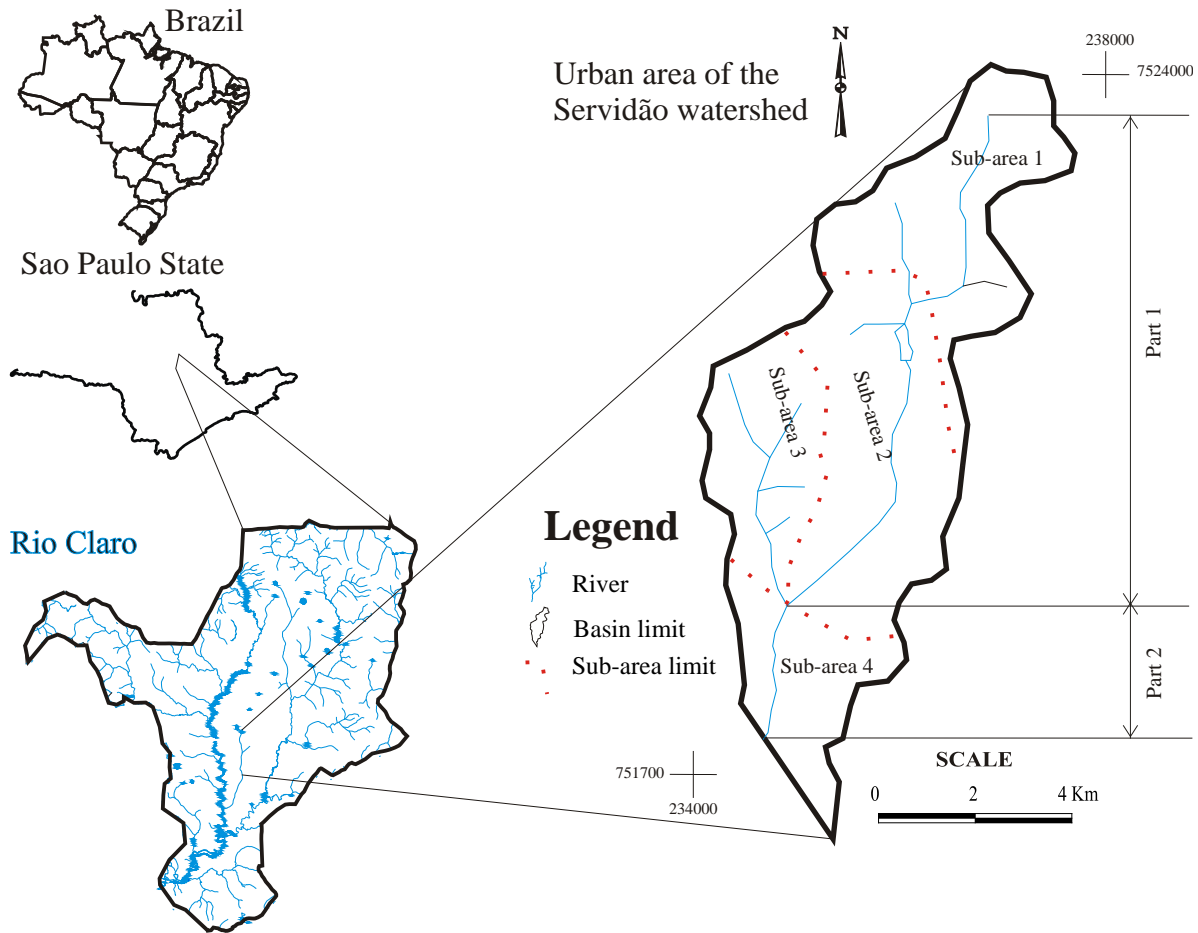 Brazil
Sao Paulo State
Rio Claro
Urban area of the
Servidão watershed
N
238000
7524000
Sub-area 1
Sub-area 2
Sub-area 3
Sub-area 4
Part 1
Part 2
Legend
River
Basin limit
Sub-area limit
751700
234000
SCALE
0 2 4 Km